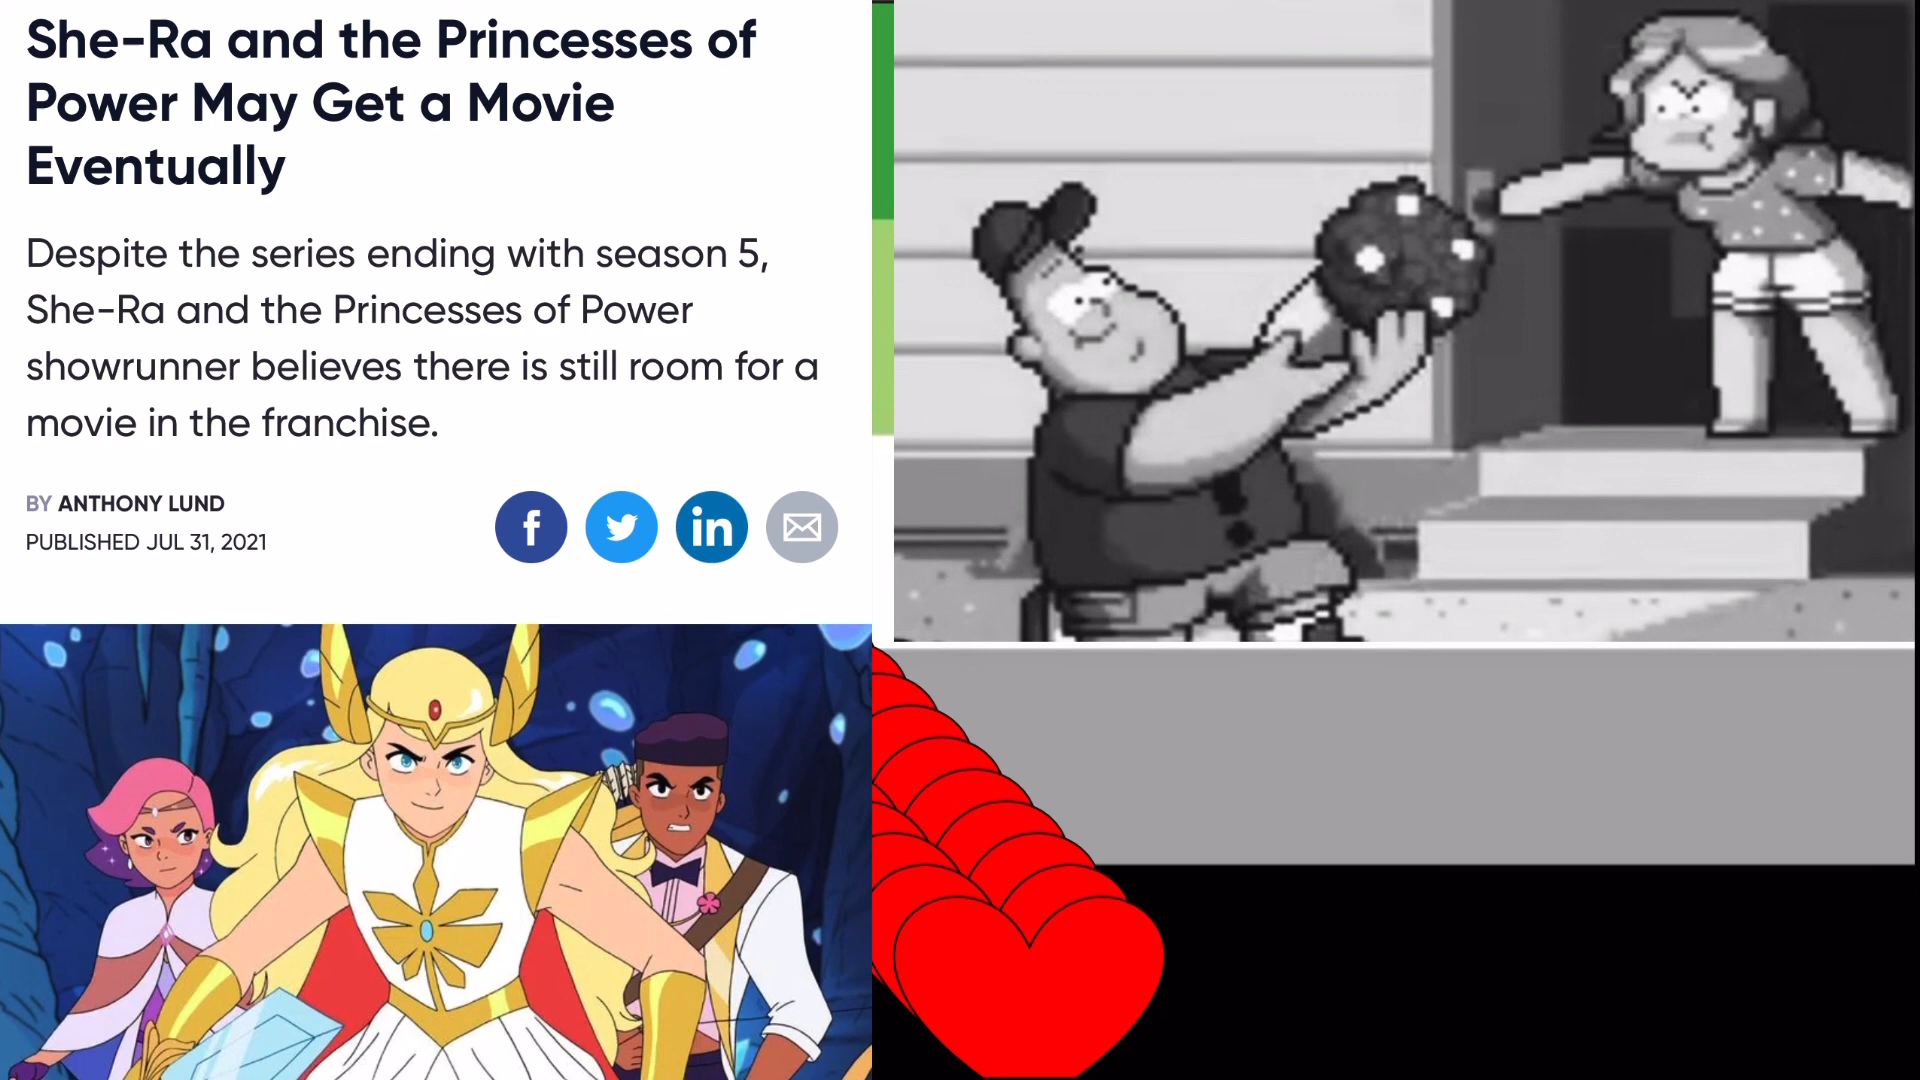 She-Ra and the Princesses of
Power May Get a Movie
Eventually
Despite the series ending with season 5,
She-Ra and the Princesses of Power
showrunner believes there is still room for a
movie in the franchise.
BY ANTHONY LUND
PUBLISHED JUL 31, 2021
f
in